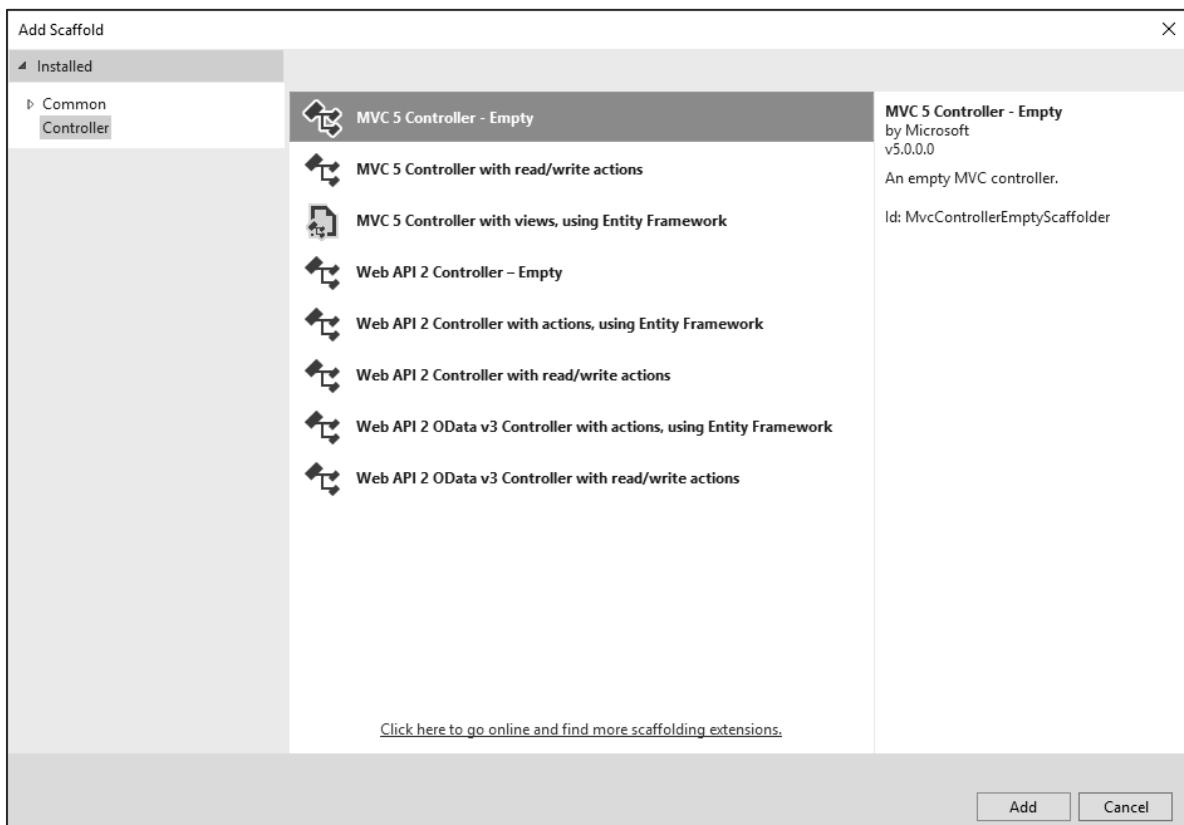 Add Scaffold
Installed
Common
Controller
MVC 5 Controller - Empty
MVC 5 Controller with read/write actions
MVC 5 Controller with views, using Entity Framework
Web API 2 Controller – Empty
Web API 2 Controller with actions, using Entity Framework
Web API 2 Controller with read/write actions
Web API 2 OData v3 Controller with actions, using Entity Framework
Web API 2 OData v3 Controller with read/write actions
Click here to go online and find more scaffolding extensions.
MVC 5 Controller - Empty
by Microsoft
v5.0.0.0
An empty MVC controller.
Id: MvcControllerEmptyScaffolder
Add
Cancel